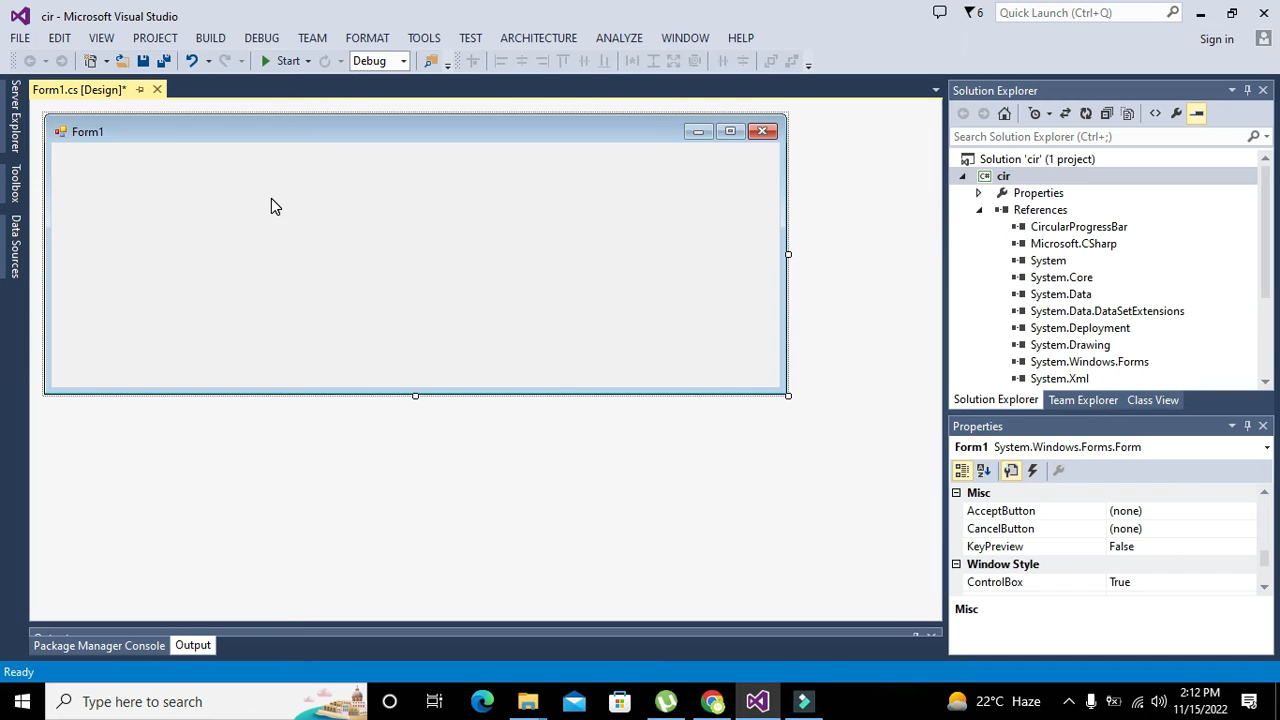 cir - Microsoft Visual Studio
6
Quick Launch (Ctrl+Q)
FILE EDIT VIEW PROJECT BUILD DEBUG TEAM FORMAT TOOLS TEST ARCHITECTURE ANALYZE WINDOW HELP
Sign in
Start
Debug
Server Explorer
Toolbox
Data Sources
Form1.cs [Design]*
Form1
Solution Explorer
Search Solution Explorer (Ctrl+;)
Solution 'cir' (1 project)
C# cir
Properties
References
CircularProgressBar
Microsoft.CSharp
System
System.Core
System.Data
System.Data.DataSetExtensions
System.Deployment
System.Drawing
System.Windows.Forms
System.Xml
Solution Explorer Team Explorer Class View
Properties
Form1 System.Windows.Forms.Form
Misc
AcceptButton (none)
CancelButton (none)
KeyPreview False
Window Style
ControlBox True
Misc
Package Manager Console Output
Ready
Type here to search
22°C Haze
2:12 PM
11/15/2022